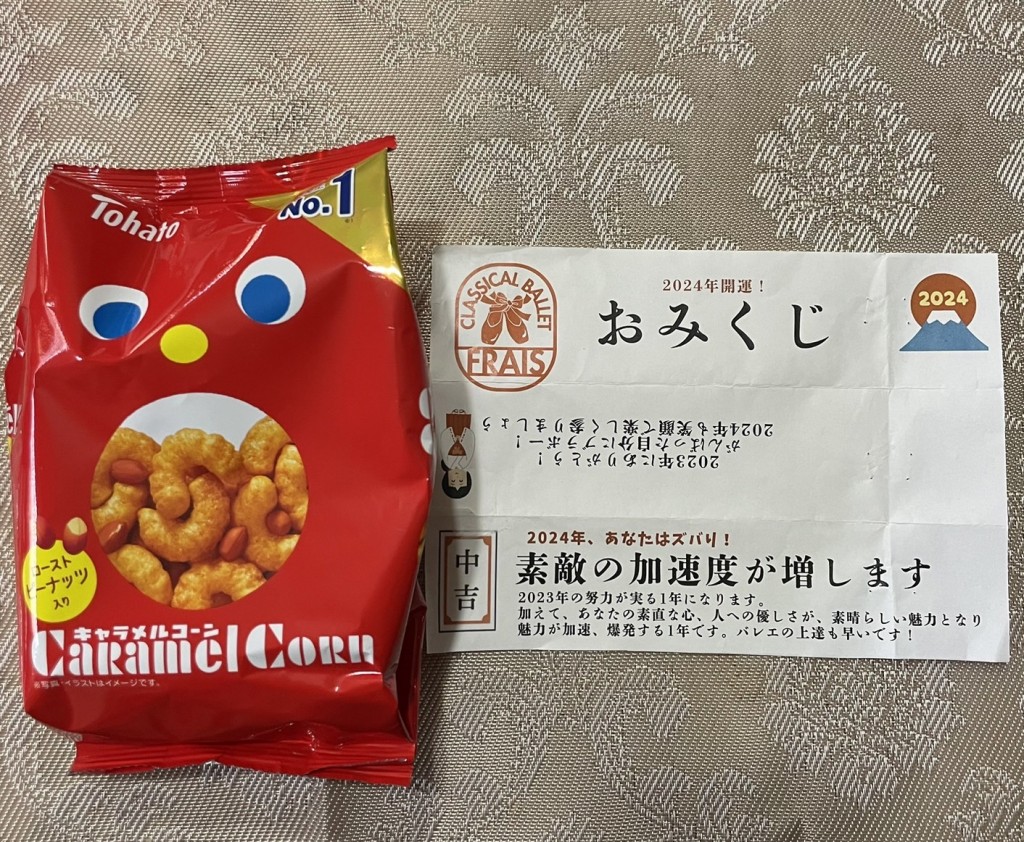 Tohato
No.1
ロースト
ピーナッツ
入り
キャラメルコーン
Caramel Corn
※写真・イラストはイメージです。
CLASSICAL BALLET
FRAIS
2024年開運！
おみくじ
2024
2023年にありがとう！
がんばった自分にブラボー！
2024年も笑顔で楽しく参りましょう
中吉
2024年、あなたはズバリ！
素敵の加速度が増します
2023年の努力が実る1年になります。
加えて、あなたの素直な心、人への優しさが、素晴らしい魅力となり
魅力が加速、爆発する1年です。バレエの上達も早いです！